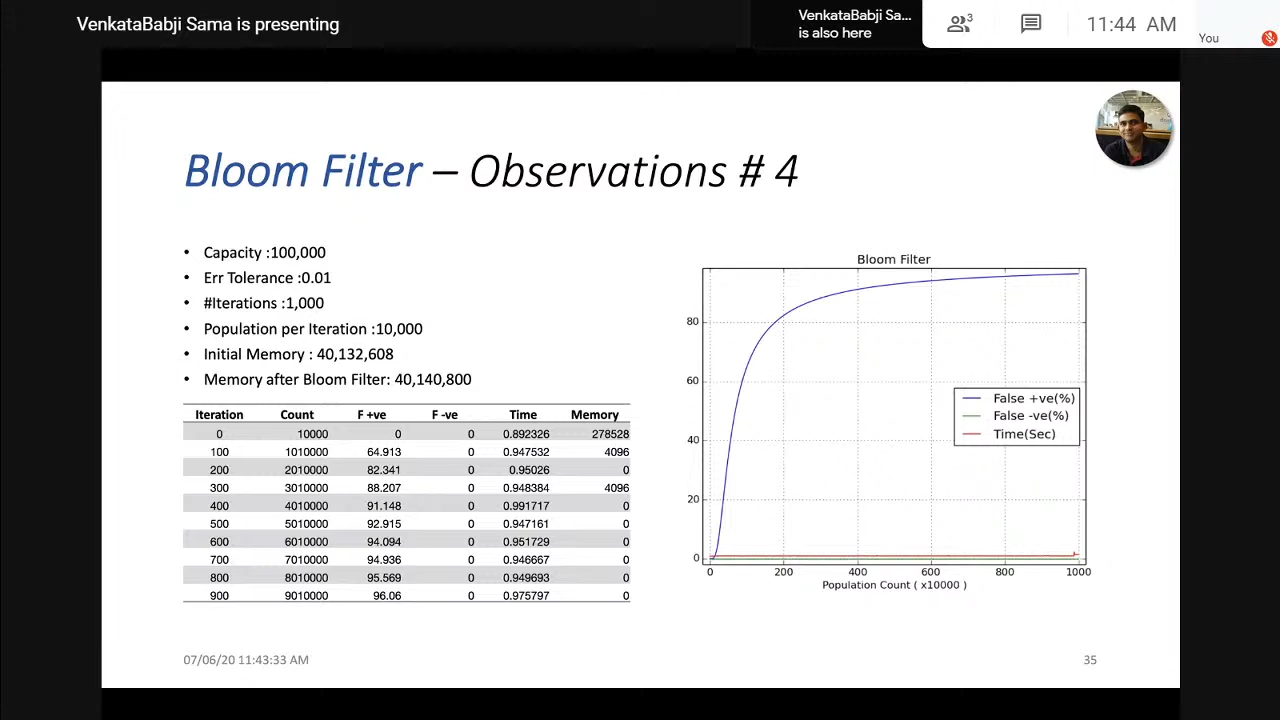 VenkataBabji Sama is presenting
VenkataBabji Sa...
is also here
3
11:44 AM
You
Bloom Filter – Observations # 4
• Capacity :100,000
• Err Tolerance :0.01
• #Iterations :1,000
• Population per Iteration :10,000
• Initial Memory : 40,132,608
• Memory after Bloom Filter: 40,140,800
Iteration Count F +ve F -ve Time Memory
0 10000 0 0 0.892326 278528
100 1010000 64.913 0 0.947532 4096
200 2010000 82.341 0 0.95026 0
300 3010000 88.207 0 0.948384 4096
400 4010000 91.148 0 0.991717 0
500 5010000 92.915 0 0.947161 0
600 6010000 94.094 0 0.951729 0
700 7010000 94.936 0 0.946667 0
800 8010000 95.569 0 0.949693 0
900 9010000 96.06 0 0.975797 0
Bloom Filter
80
60
40
20
0
False +ve(%)
False -ve(%)
Time(Sec)
0 200 400 600 800 1000
Population Count ( x10000 )
07/06/20 11:43:33 AM
35